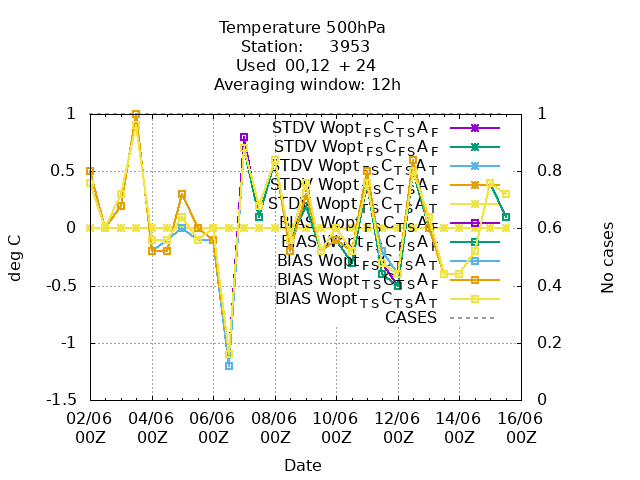 Temperature 500hPa
Station: 3953
Used 00,12 + 24
Averaging window: 12h
1 1
STDV Wopt FS C TS A F
STDV Wopt FS C FS A F
0.5 STDV Wopt FS C TS A T 0.8
STDV Wopt TS C TS A F
STDV Wopt TS C TS A T
0 BIAS Wopt FS C TS A F 0.6
BIAS Wopt FS C FS A F
deg C No cases
BIAS Wopt FS C TS A T
-0.5 BIAS Wopt TS C TS A F 0.4
BIAS Wopt TS C TS A T
CASES
-1 0.2
-1.5 0
02/06 04/06 06/06 08/06 10/06 12/06 14/06 16/06
00Z 00Z 00Z 00Z 00Z 00Z 00Z 00Z
Date